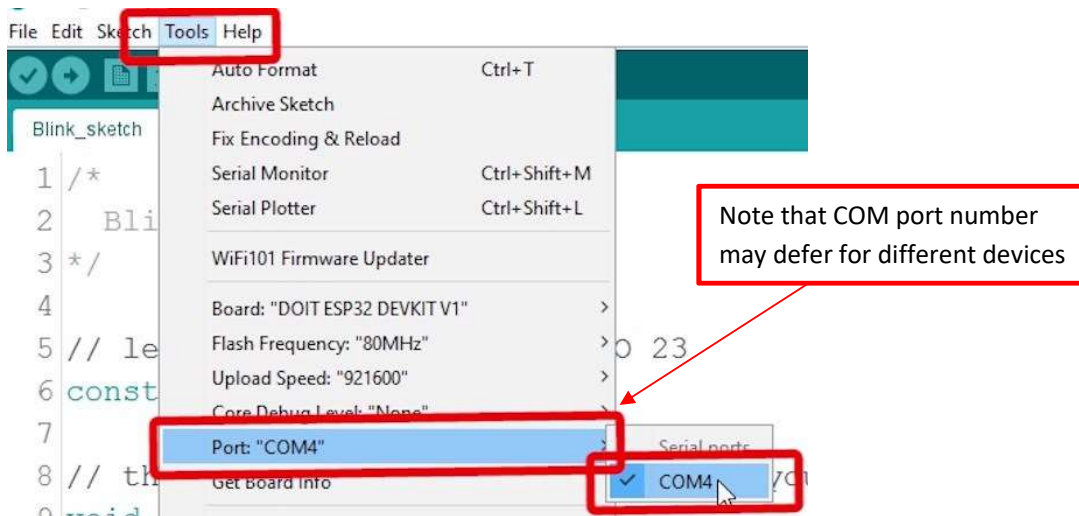 File Edit Sketch Tools Help
Auto Format Ctrl+T
Archive Sketch
Blink_sketch
Fix Encoding & Reload
1 /*
Serial Monitor Ctrl+Shift+M
2 Bli
Serial Plotter Ctrl+Shift+L
3 */
WiFi101 Firmware Updater
4
Board: "DOIT ESP32 DEVKIT V1" >
5 // le
Flash Frequency: "80MHz" >
23
6 const
Upload Speed: "921600" >
Core Debug Level: "None"
7
Port: "COM4" >
Serial ports
8 // th
Get Board Info
✓ COM4
9 void
Note that COM port number
may defer for different devices